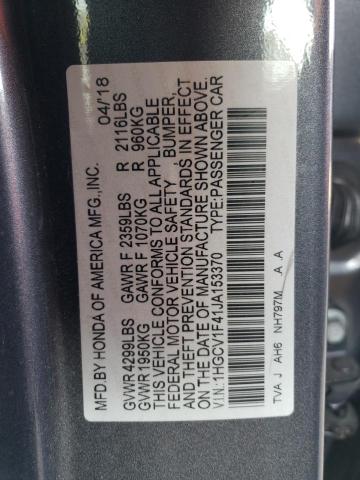 MFD.BY HONDA OF AMERICA MFG.,INC. 04/18
GVWR 4299LBS GAWR F 2359LBS R 2116LBS
GVWR 1950KG GAWR F 1070KG R 960KG
THIS VEHICLE CONFORMS TO ALL APPLICABLE
FEDERAL MOTOR VEHICLE SAFETY , BUMPER,
AND THEFT PREVENTION STANDARDS IN EFFECT
ON THE DATE OF MANUFACTURE SHOWN ABOVE.
V.I.N.:1HGCV1F41JA153370 TYPE:PASSENGER CAR
TVA J AH6 NH797M A .A